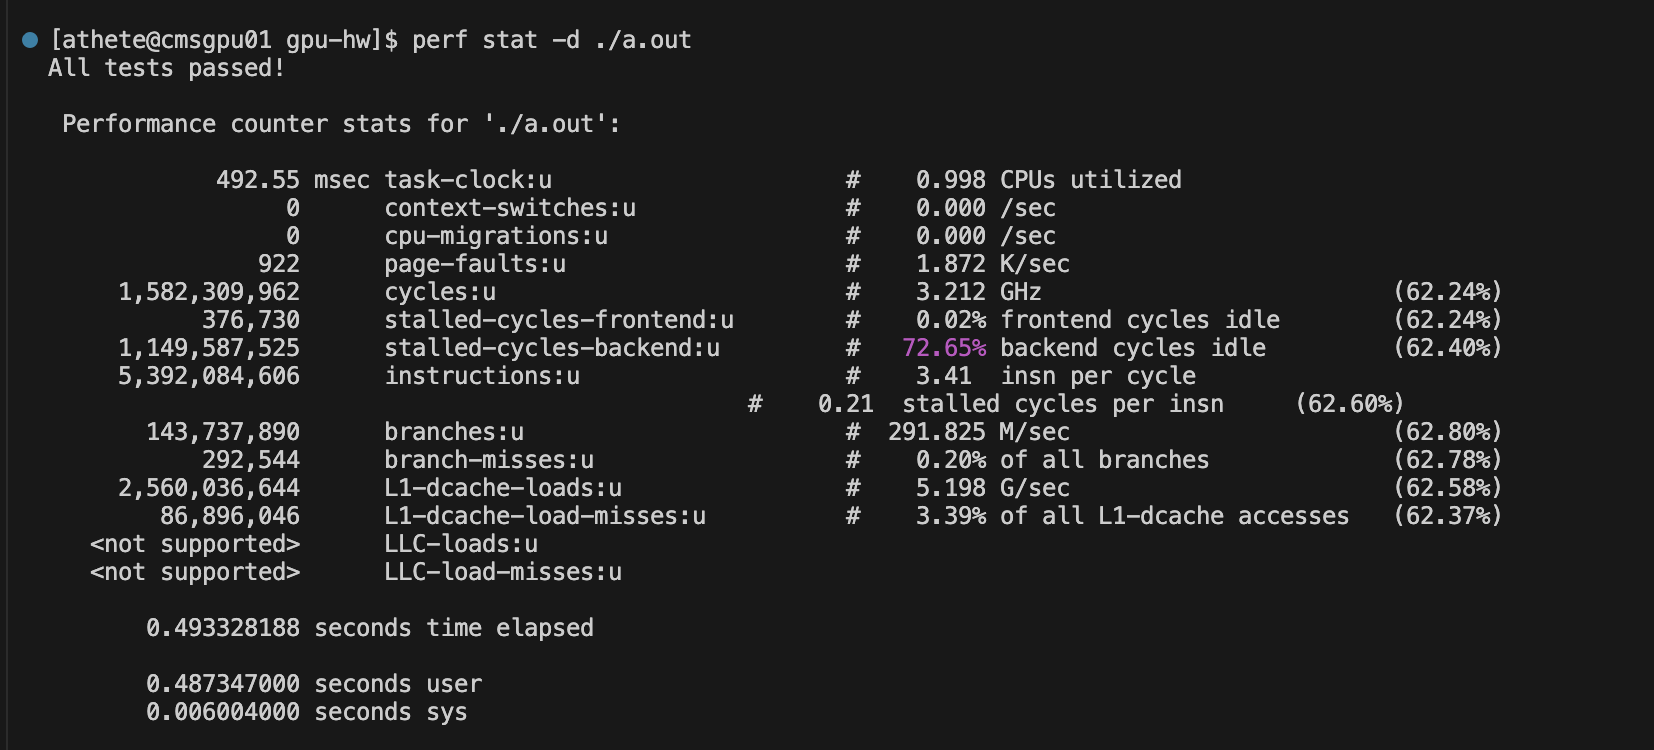 [athete@cmsgpu01 gpu-hw]$ perf stat -d ./a.out
All tests passed!
Performance counter stats for './a.out':
492.55 msec task-clock:u # 0.998 CPUs utilized
0 context-switches:u # 0.000 /sec
0 cpu-migrations:u # 0.000 /sec
922 page-faults:u # 1.872 K/sec
1,582,309,962 cycles:u # 3.212 GHz (62.24%)
376,730 stalled-cycles-frontend:u # 0.02% frontend cycles idle (62.24%)
1,149,587,525 stalled-cycles-backend:u # 72.65% backend cycles idle (62.40%)
5,392,084,606 instructions:u # 3.41 insn per cycle
# 0.21 stalled cycles per insn (62.60%)
143,737,890 branches:u # 291.825 M/sec (62.80%)
292,544 branch-misses:u # 0.20% of all branches (62.78%)
2,560,036,644 L1-dcache-loads:u # 5.198 G/sec (62.58%)
86,896,046 L1-dcache-load-misses:u # 3.39% of all L1-dcache accesses (62.37%)
<not supported> LLC-loads:u
<not supported> LLC-load-misses:u
0.493328188 seconds time elapsed
0.487347000 seconds user
0.006004000 seconds sys